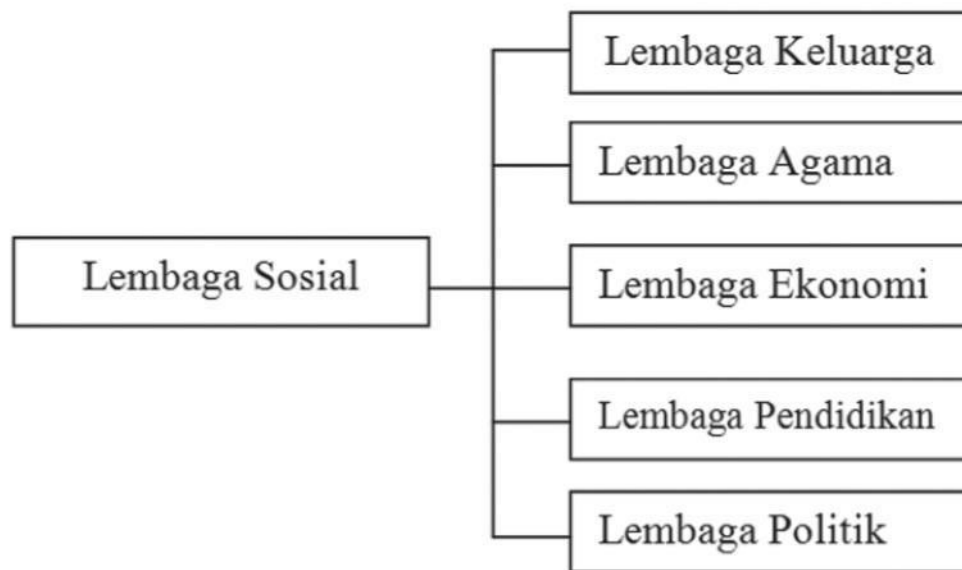 Lembaga Keluarga
Lembaga Agama
Lembaga Sosial
Lembaga Ekonomi
Lembaga Pendidikan
Lembaga Politik